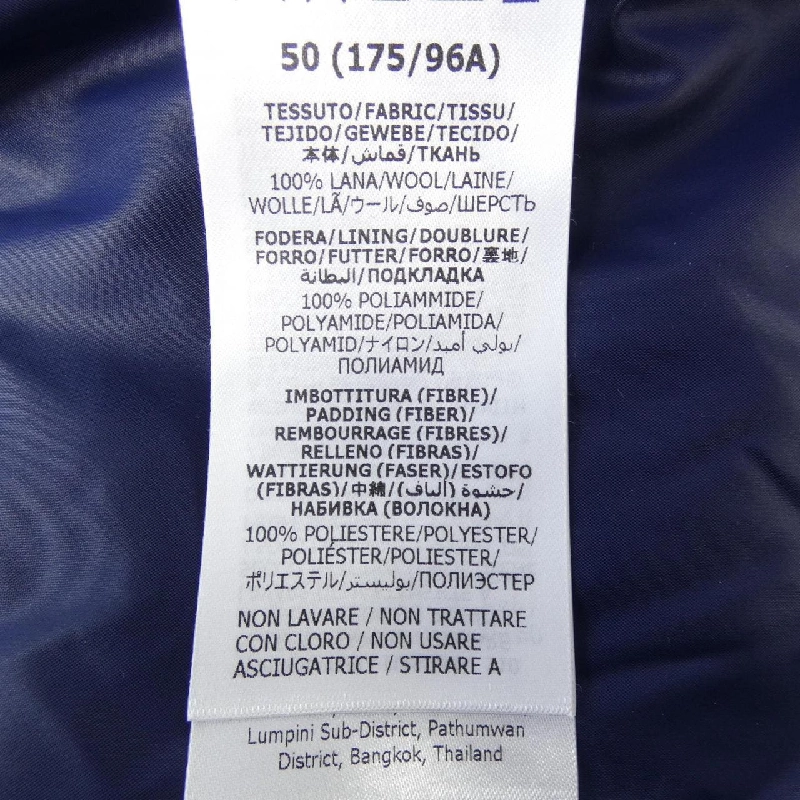 50 (175/96A)
TESSUTO/FABRIC/TISSU/
TEJIDO/GEWEBE/TECIDO/
本体/قماش/ТКАНЬ
100% LANA/WOOL/LAINE/
WOLLE/LÃ/ウール/صوف/ШЕРСТЬ
FODERA/LINING/DOUBLURE/
FORRO/FUTTER/FORRO/裏地/
البطانة/ПОДКЛАДКА
100% POLIAMMIDE/
POLYAMIDE/POLIAMIDA/
POLYAMID/ナイロン/بولي أميد/
ПОЛИАМИД
IMBOTTITURA (FIBRE)/
PADDING (FIBER)/
REMBOURRAGE (FIBRES)/
RELLENO (FIBRAS)/
WATTIERUNG (FASER)/ESTOFO
(FIBRAS)/中綿/حشوة (ألياف)/
НАБИВКА (ВОЛОКНА)
100% POLIESTERE/POLYESTER/
POLIÉSTER/POLIESTER/
ポリエステル/بوليستر/ПОЛИЭСТЕР
NON LAVARE / NON TRATTARE
CON CLORO / NON USARE
ASCIUGATRICE / STIRARE A
Lumpini Sub-District, Pathumwan
District, Bangkok, Thailand